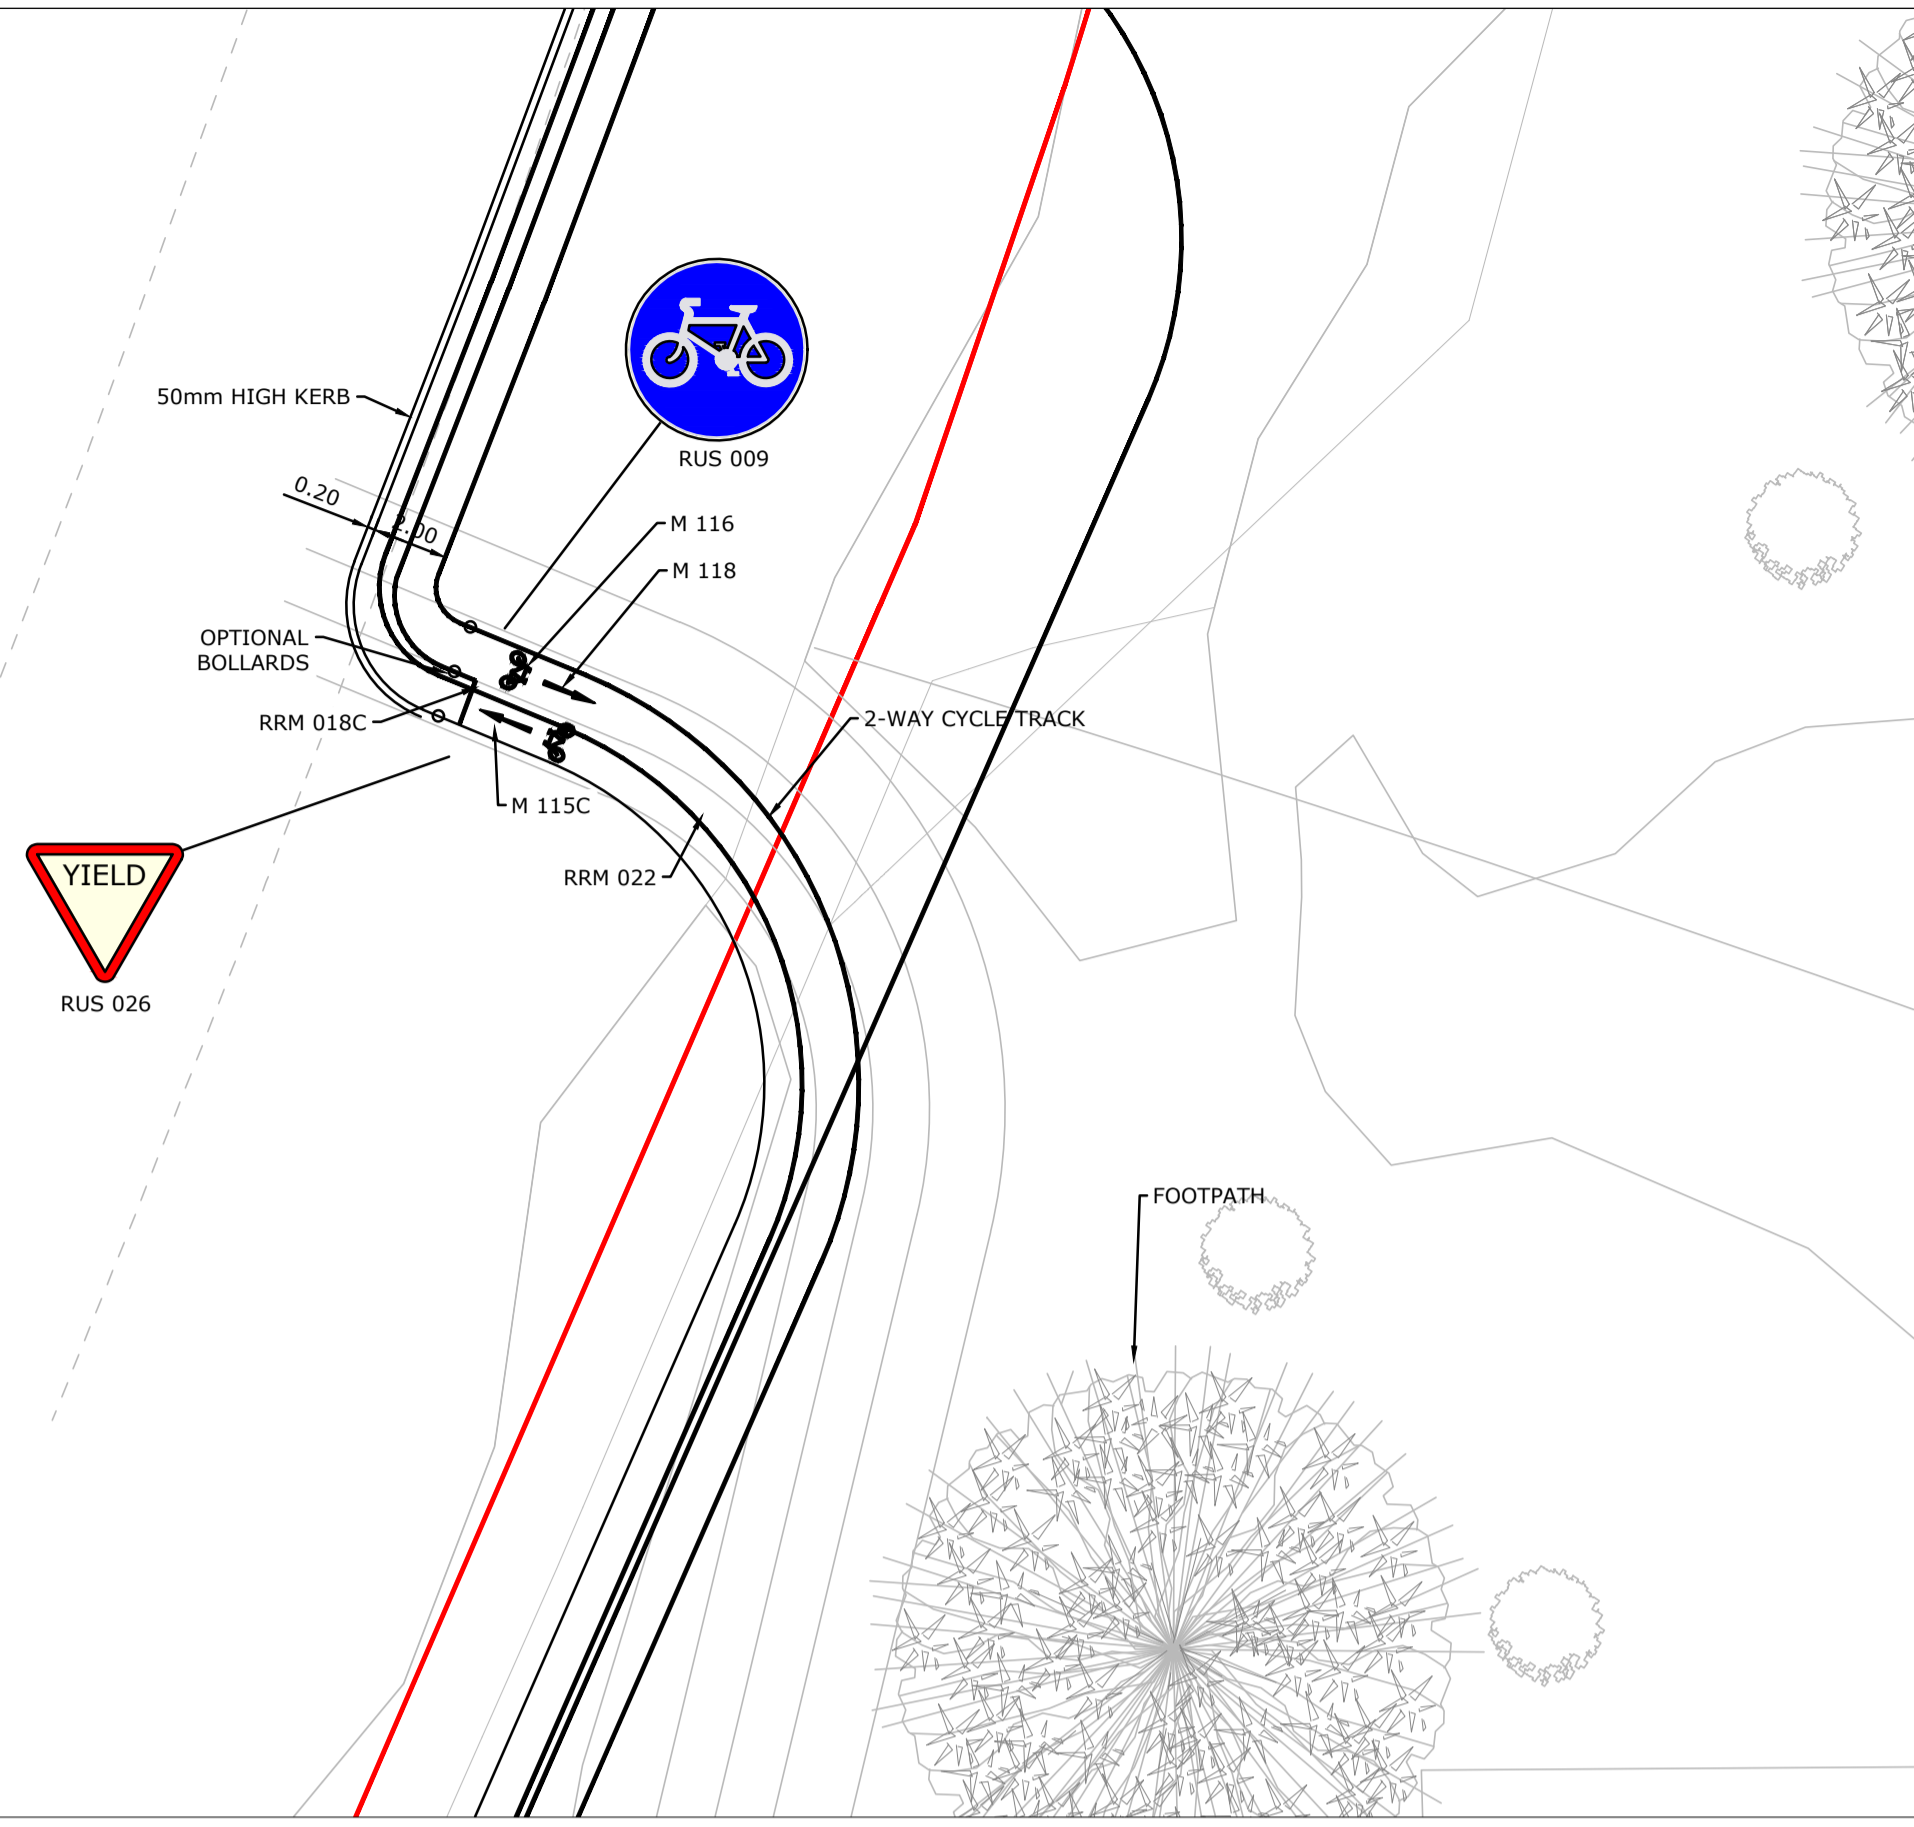 50mm HIGH KERB
RUS 009
0.20
2.00
M 116
M 118
OPTIONAL
BOLLARDS
RRM 018C
2-WAY CYCLE TRACK
M 115C
YIELD
RRM 022
RUS 026
FOOTPATH